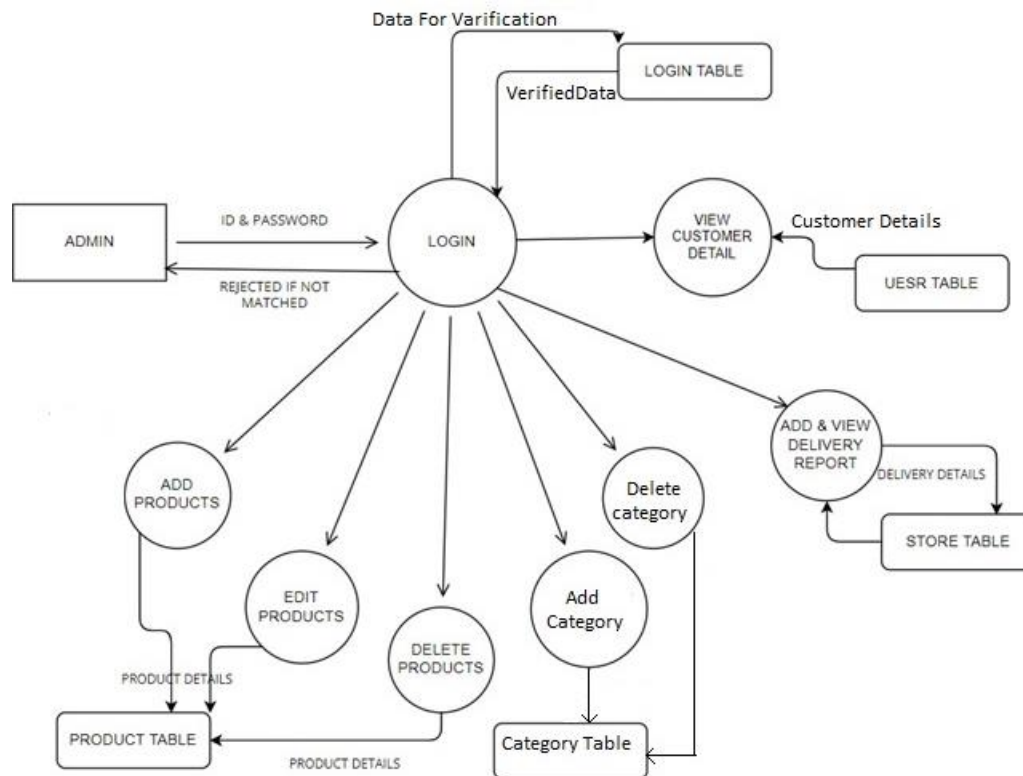 Data For Varification
LOGIN TABLE
VerifiedData
ADMIN
ID & PASSWORD
LOGIN
REJECTED IF NOT
MATCHED
VIEW
CUSTOMER
DETAIL
Customer Details
UESR TABLE
ADD & VIEW
DELIVERY
REPORT
DELIVERY DETAILS
STORE TABLE
ADD
PRODUCTS
Delete
category
EDIT
PRODUCTS
Add
Category
DELETE
PRODUCTS
PRODUCT DETAILS
PRODUCT TABLE
PRODUCT DETAILS
Category Table